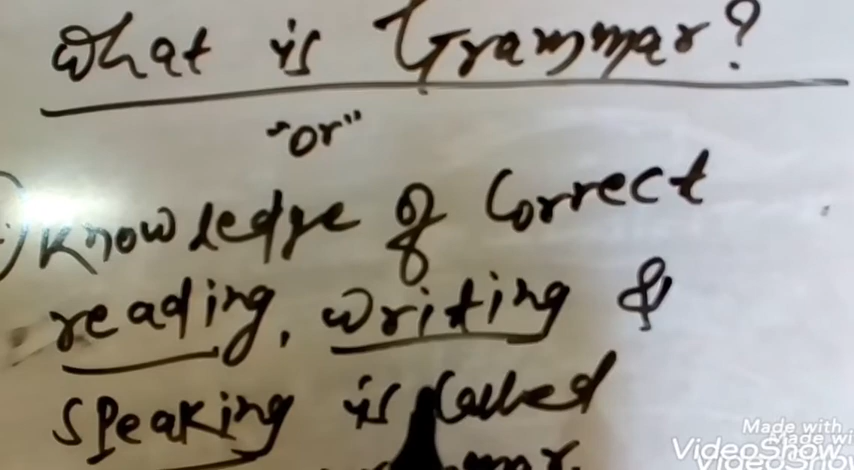 What is Grammar?
"or"
Knowledge of Correct
reading, writing &
speaking is called
Made with
VideoShow